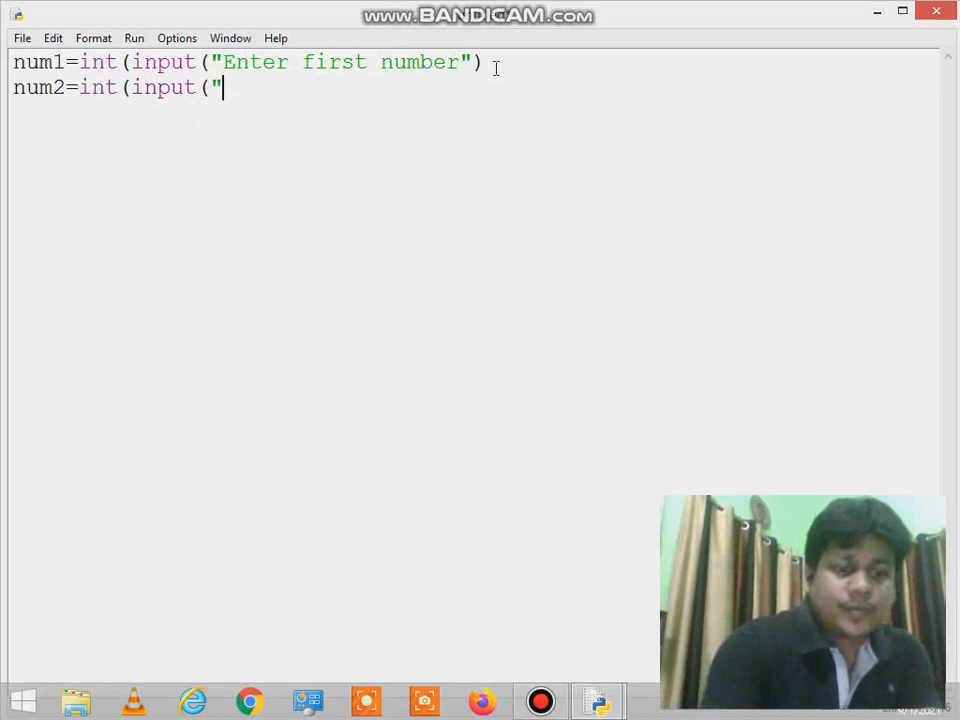 www.BANDICAM.com
File Edit Format Run Options Window Help
num1=int(input("Enter first number")
num2=int(input("